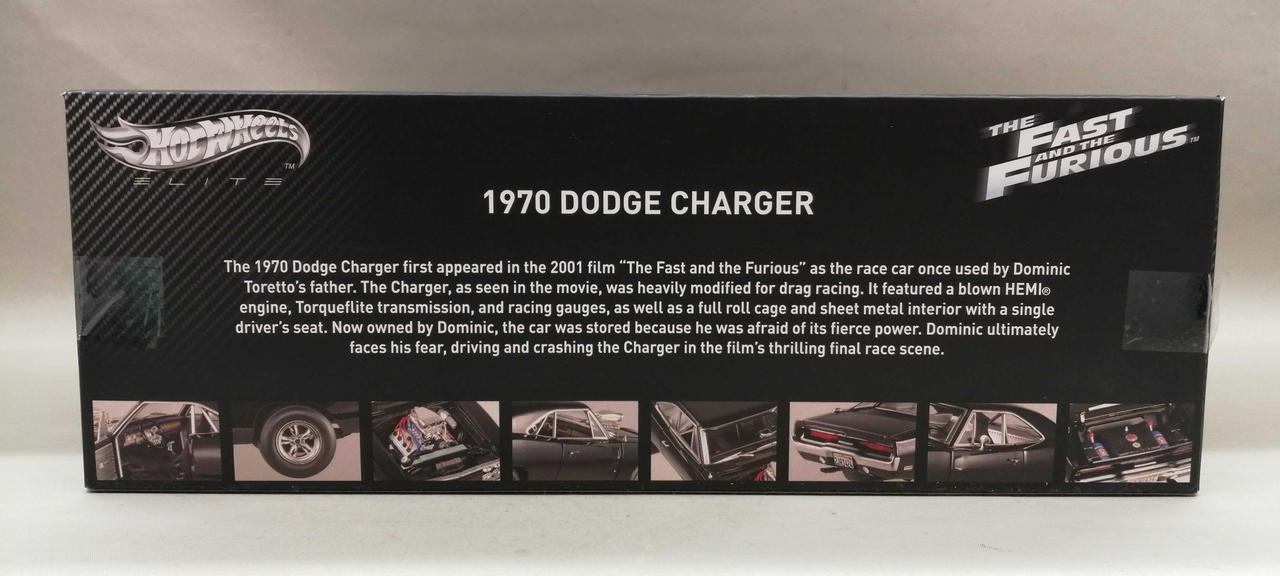 HOT WHEELS™
ELITE
THE
FAST
AND THE
FURIOUS™
1970 DODGE CHARGER
The 1970 Dodge Charger first appeared in the 2001 film “The Fast and the Furious” as the race car once used by Dominic
Toretto’s father. The Charger, as seen in the movie, was heavily modified for drag racing. It featured a blown HEMI®
engine, Torqueflite transmission, and racing gauges, as well as a full roll cage and sheet metal interior with a single
driver’s seat. Now owned by Dominic, the car was stored because he was afraid of its fierce power. Dominic ultimately
faces his fear, driving and crashing the Charger in the film’s thrilling final race scene.